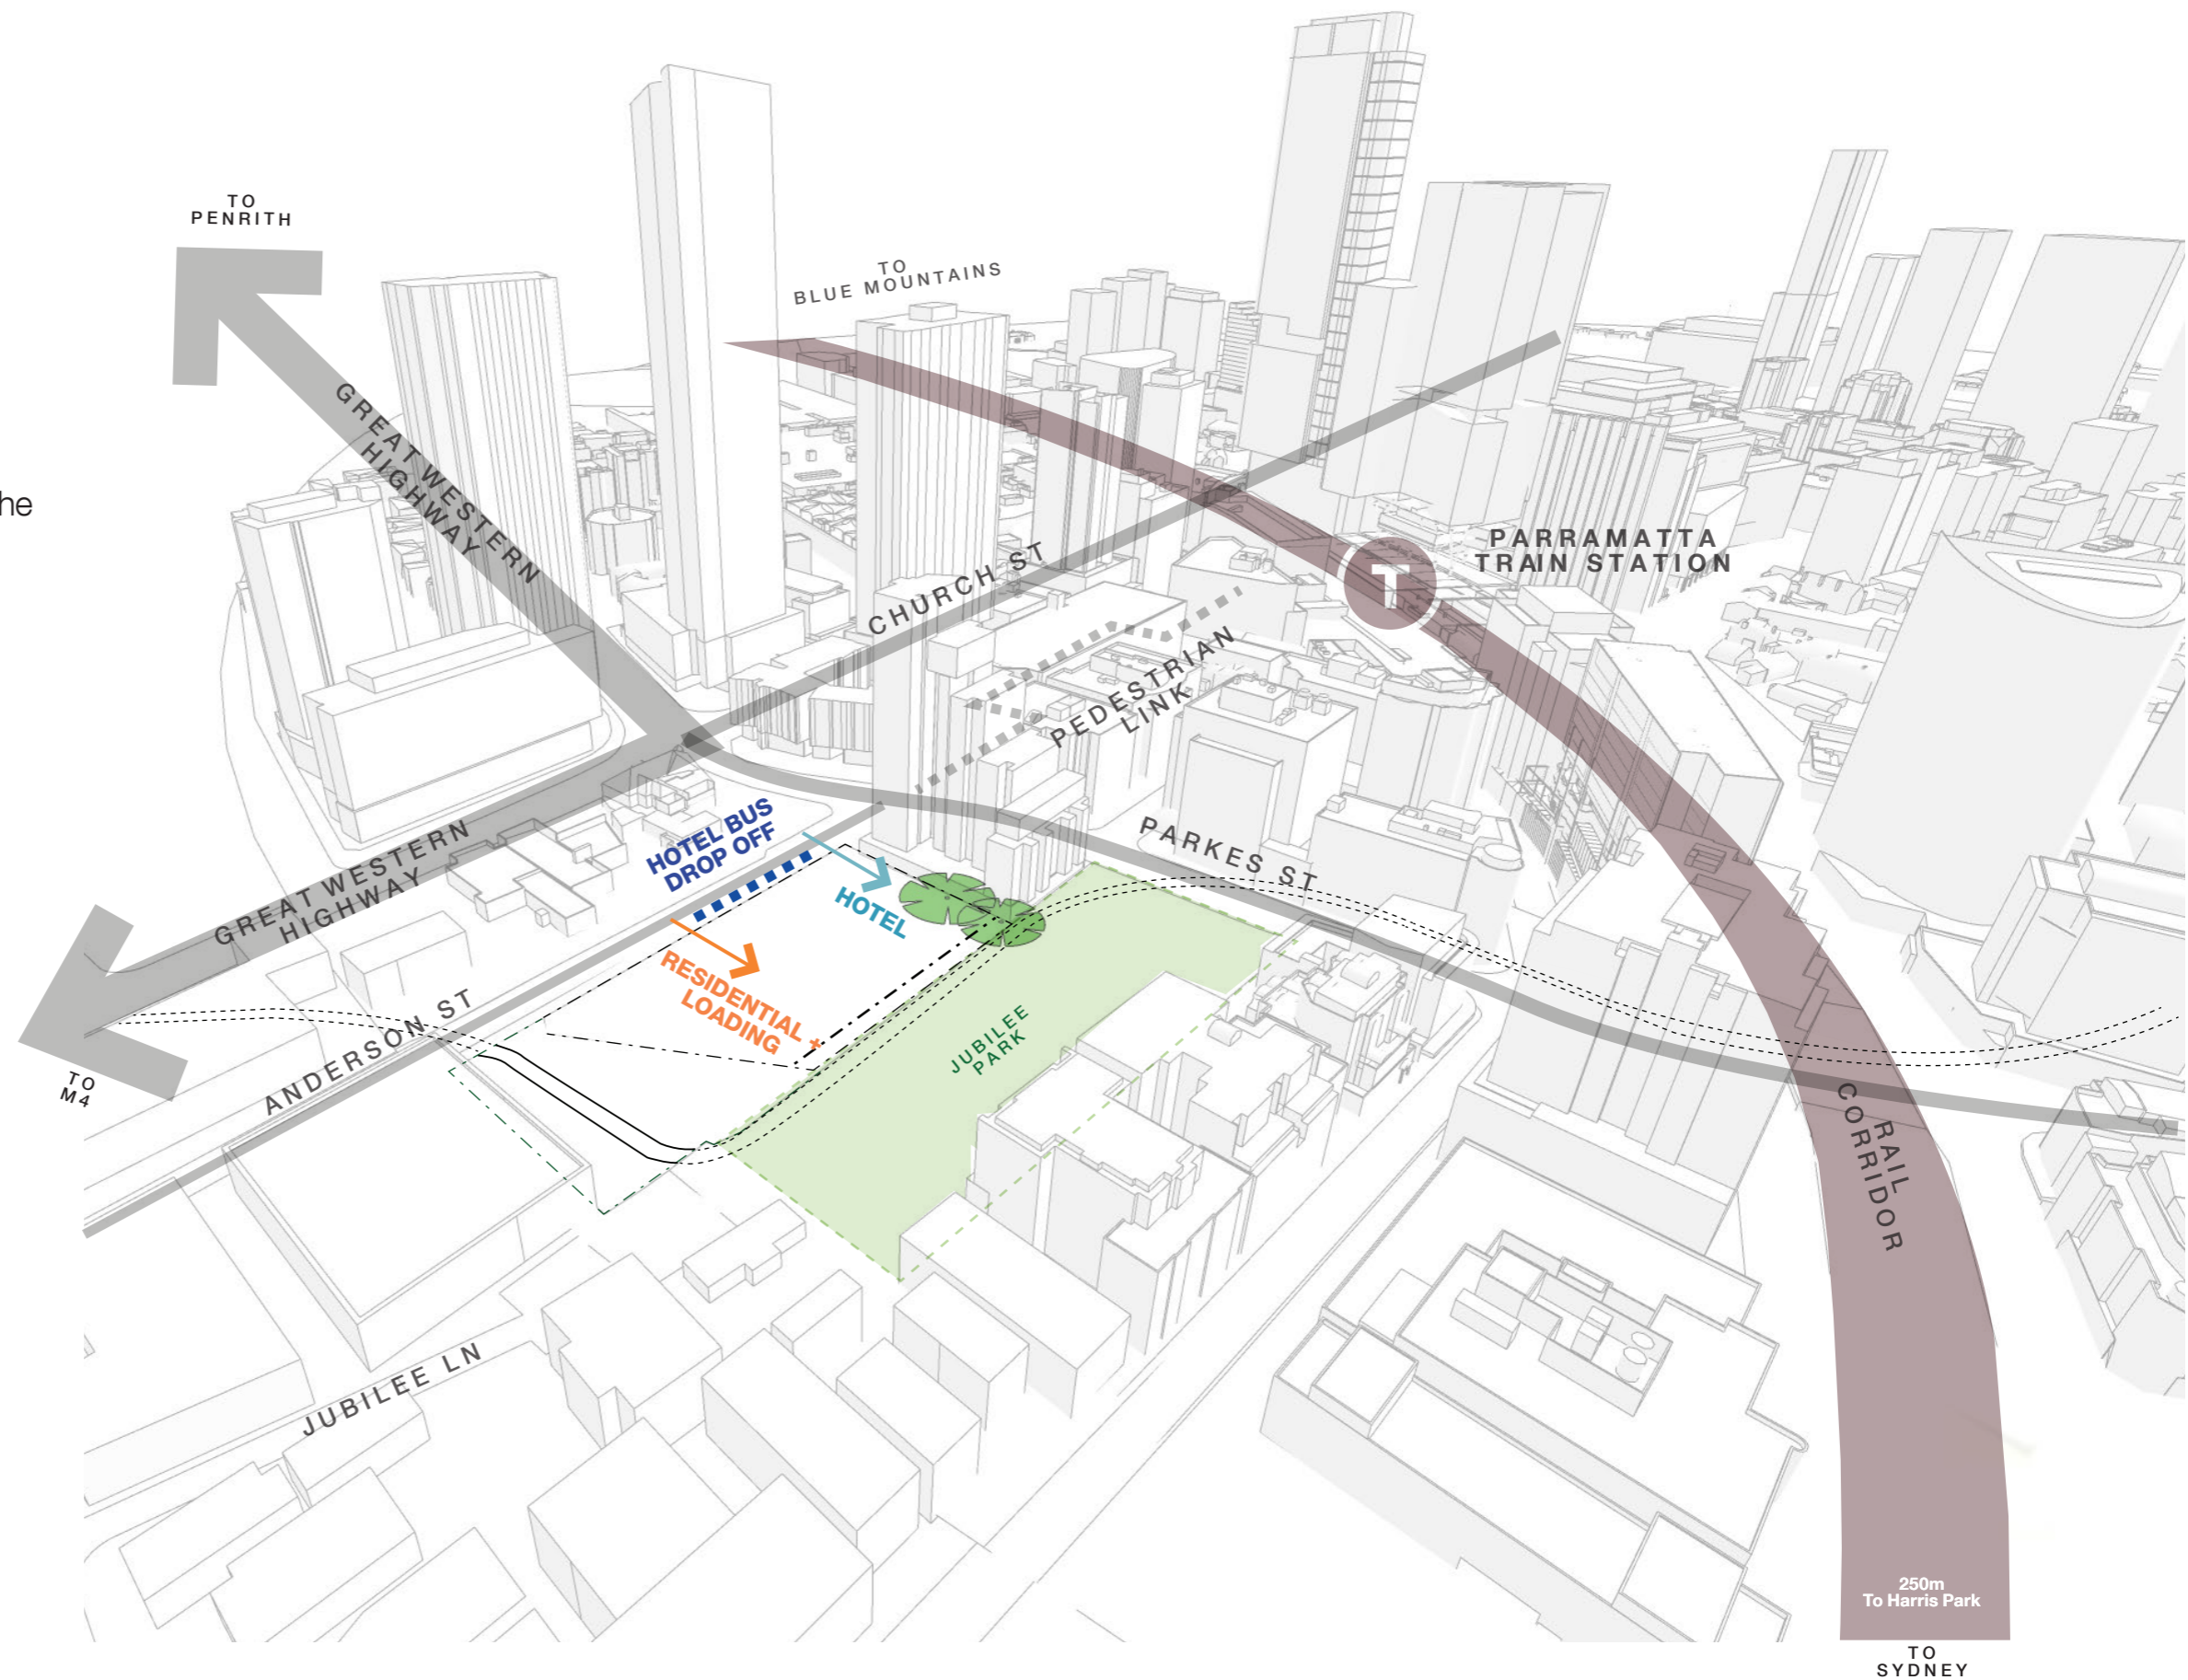 TO
PENRITH
TO
BLUE MOUNTAINS
GREAT WESTERN
HIGHWAY
he
PARRAMATTA
TRAIN STATION
T
CHURCH ST
PEDESTRIAN
LINK
HOTEL BUS
DROP OFF
PARKES ST
HOTEL
GREAT WESTERN
HIGHWAY
RESIDENTIAL +
LOADING
JUBILEE
PARK
ANDERSON ST
TO
M4
RAIL
CORRIDOR
JUBILEE LN
250m
To Harris Park
TO
SYDNEY